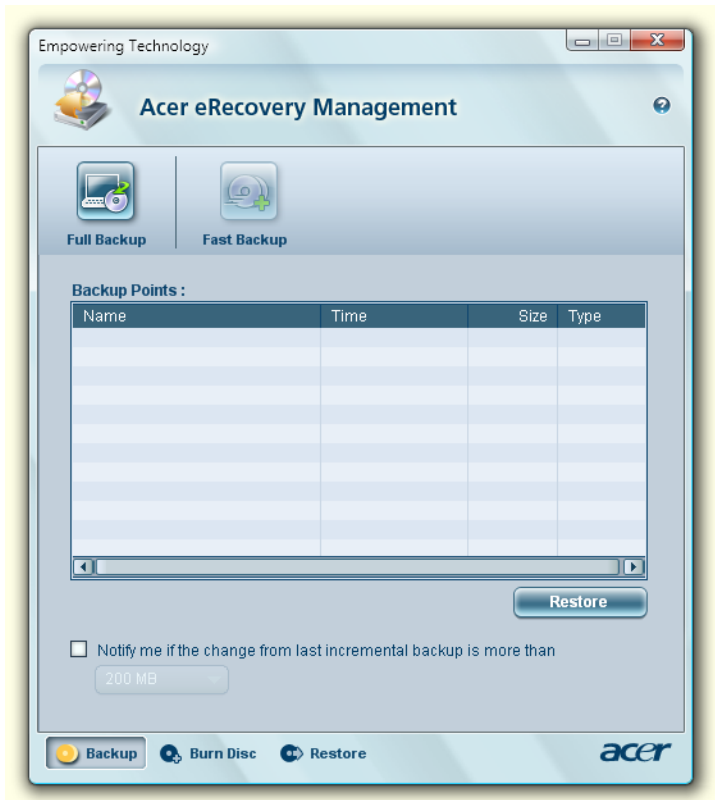 Empowering Technology
Acer eRecovery Management
Full Backup
Fast Backup
Backup Points :
Name Time Size Type
Restore
Notify me if the change from last incremental backup is more than
200 MB
Backup Burn Disc Restore acer